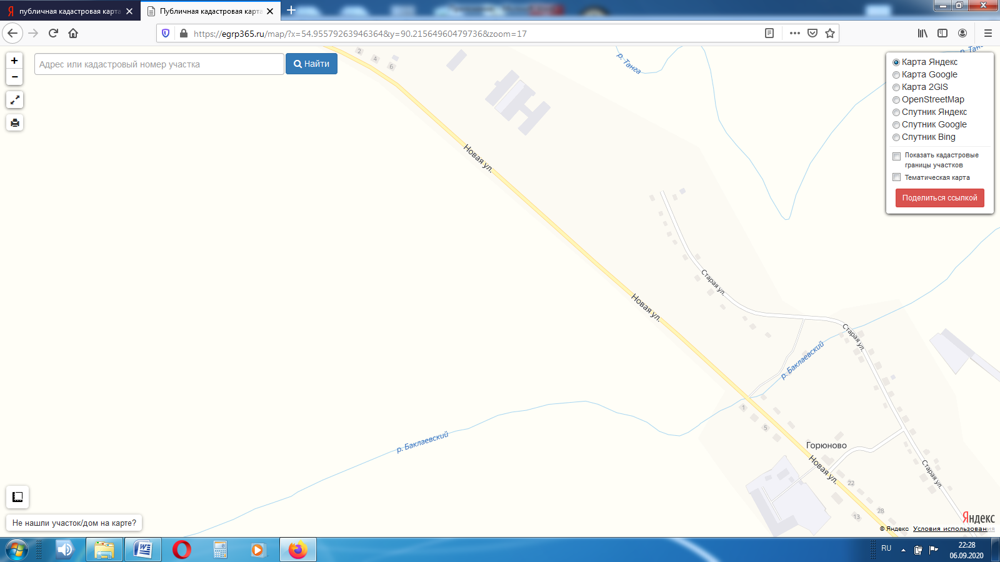 публичная кадастровая карта
Публичная кадастровая карта
https://egrp365.ru/map/?x=54.95579263946364&y=90.21564960479736&zoom=17
Адрес или кадастровый номер участка
Найти
+
−
Карта Яндекс
Карта Google
Карта 2GIS
OpenStreetMap
Спутник Яндекс
Спутник Google
Спутник Bing
Показать кадастровые
границы участков
Тематическая карта
Поделиться ссылкой
2
4
6
р. Танга
Новая ул.
Старая ул.
Новая ул.
Старая ул.
р. Баклаевский
1
5
р. Баклаевский
Горюново
Новая ул.
Старая ул.
22
28
13
Не нашли участок/дом на карте?
Яндекс
© Яндекс Условия использования
RU
22:28
06.09.2020